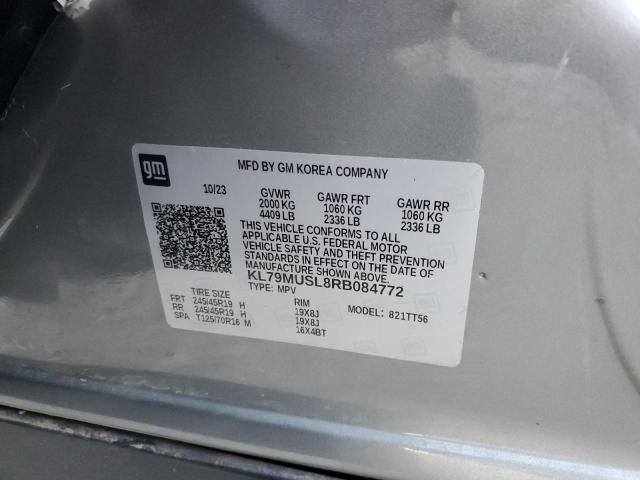 gm
MFD BY GM KOREA COMPANY
10/23 GVWR GAWR FRT GAWR RR
2000 KG 1060 KG 1060 KG
4409 LB 2336 LB 2336 LB
THIS VEHICLE CONFORMS TO ALL
APPLICABLE U.S. FEDERAL MOTOR
VEHICLE SAFETY AND THEFT PREVENTION
STANDARDS IN EFFECT ON THE DATE OF
MANUFACTURE SHOWN ABOVE.
KL79MUSL8RB084772
TYPE: MPV
TIRE SIZE RIM MODEL: 821TT56
FRT 245/45R19 H 19X8J
RR 245/45R19 H 19X8J
SPA T125/70R16 M 16X4BT